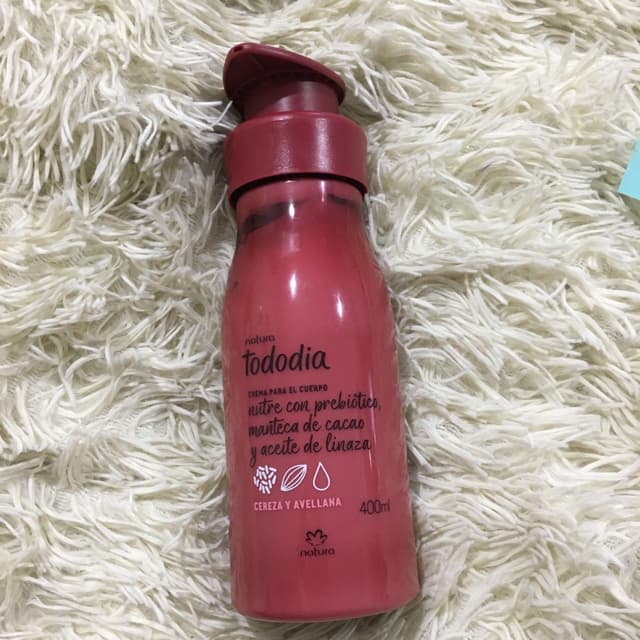 natura
tododia
CREMA PARA EL CUERPO
nutre con prebiótico,
manteca de cacao
y aceite de linaza
CEREZA Y AVELLANA
400ml
natura